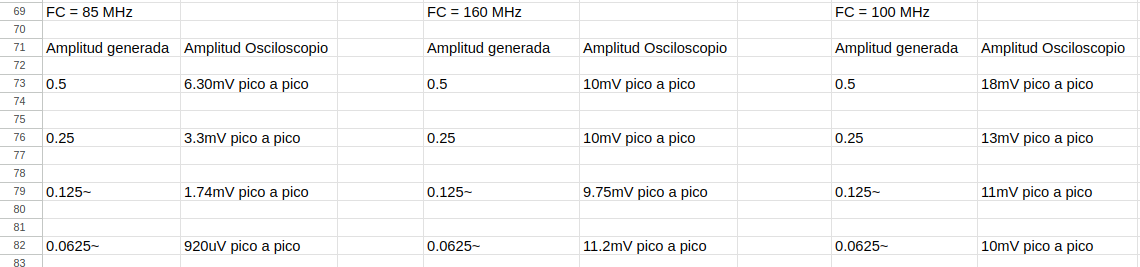 69 FC = 85 MHz FC = 160 MHz FC = 100 MHz
70
71 Amplitud generada Amplitud Osciloscopio Amplitud generada Amplitud Osciloscopio Amplitud generada Amplitud Osciloscopio
72
73 0.5 6.30mV pico a pico 0.5 10mV pico a pico 0.5 18mV pico a pico
74
75
76 0.25 3.3mV pico a pico 0.25 10mV pico a pico 0.25 13mV pico a pico
77
78
79 0.125~ 1.74mV pico a pico 0.125~ 9.75mV pico a pico 0.125~ 11mV pico a pico
80
81
82 0.0625~ 920uV pico a pico 0.0625~ 11.2mV pico a pico 0.0625~ 10mV pico a pico
83